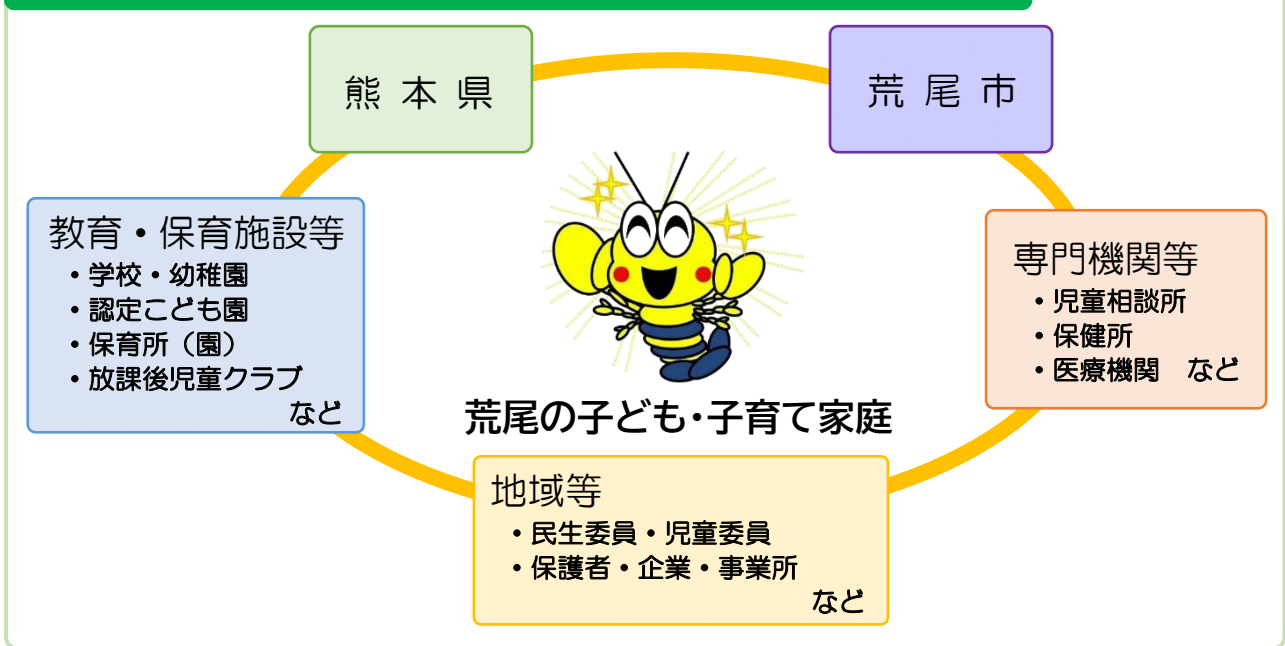 熊本県
荒尾市
教育・保育施設等
・学校・幼稚園
・認定こども園
・保育所（園）
・放課後児童クラブ
など
専門機関等
・児童相談所
・保健所
・医療機関　など
荒尾の子ども・子育て家庭
地域等
・民生委員・児童委員
・保護者・企業・事業所
など